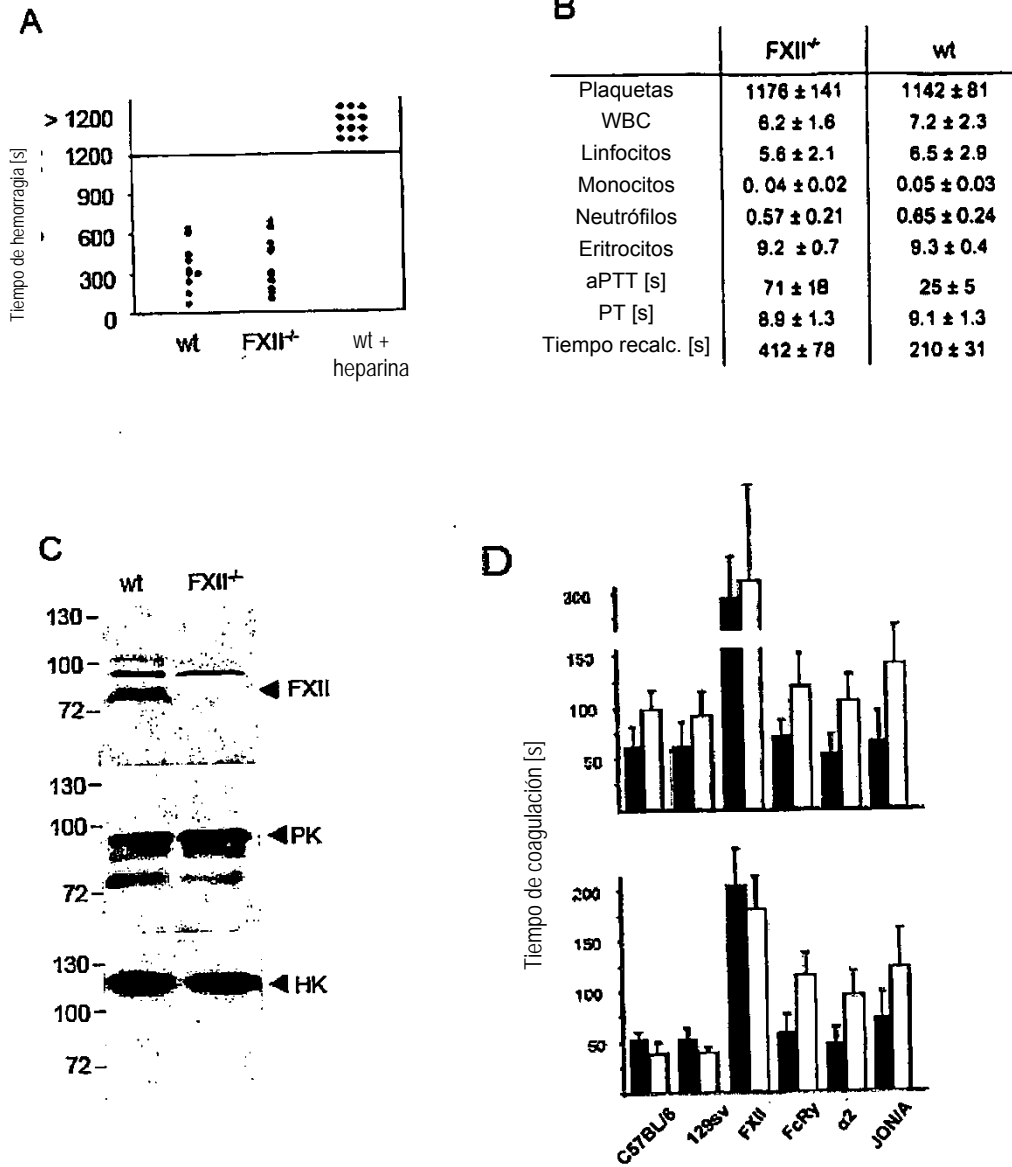 A
Tiempo de hemorragia [s]
> 1200
1200
900
600
300
0
wt FXII-/- wt + heparina
B
FXII-/- wt
Plaquetas 1176 ± 141 1142 ± 81
WBC 6.2 ± 1.6 7.2 ± 2.3
Linfocitos 5.6 ± 2.1 6.5 ± 2.9
Monocitos 0. 04 ± 0.02 0.05 ± 0.03
Neutrófilos 0.57 ± 0.21 0.65 ± 0.24
Eritrocitos 9.2 ± 0.7 9.3 ± 0.4
aPTT [s] 71 ± 18 25 ± 5
PT [s] 8.9 ± 1.3 9.1 ± 1.3
Tiempo recalc. [s] 412 ± 78 210 ± 31
C
wt FXII-/-
130
100
FXII
72
130
100
PK
72
130
HK
100
72
D
Tiempo de coagulación [s]
300
150
100
50
200
150
100
50
C57BL/6 129sv FXII FcRγ α2 JON/A